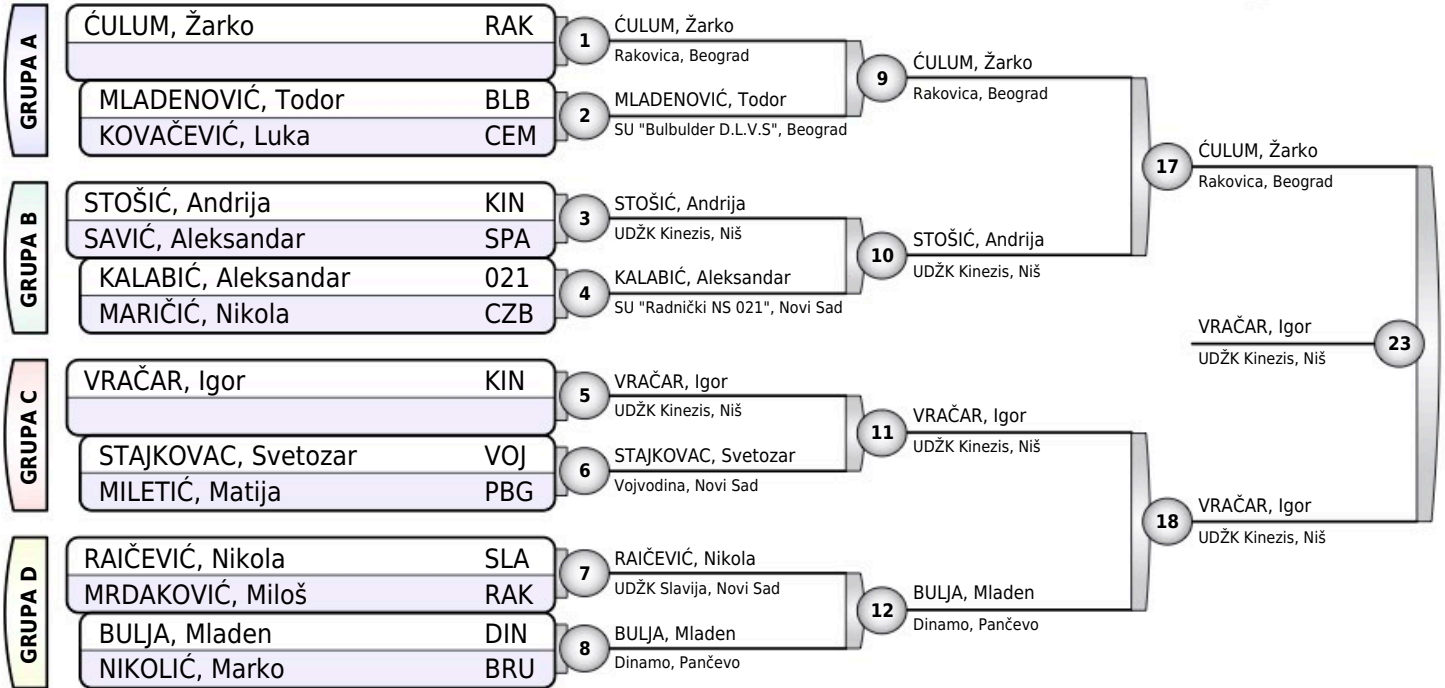 GRUPA A
ĆULUM, Žarko RAK
MLADENOVIĆ, Todor BLB
KOVAČEVIĆ, Luka CEM
GRUPA B
STOŠIĆ, Andrija KIN
SAVIĆ, Aleksandar SPA
KALABIĆ, Aleksandar 021
MARIČIĆ, Nikola CZB
GRUPA C
VRAČAR, Igor KIN
STAJKOVAC, Svetozar VOJ
MILETIĆ, Matija PBG
GRUPA D
RAIČEVIĆ, Nikola SLA
MRDAKOVIĆ, Miloš RAK
BULJA, Mladen DIN
NIKOLIĆ, Marko BRU
1
ĆULUM, Žarko
Rakovica, Beograd
2
MLADENOVIĆ, Todor
SU "Bulbulder D.L.V.S", Beograd
3
STOŠIĆ, Andrija
UDŽK Kinezis, Niš
4
KALABIĆ, Aleksandar
SU "Radnički NS 021", Novi Sad
5
VRAČAR, Igor
UDŽK Kinezis, Niš
6
STAJKOVAC, Svetozar
Vojvodina, Novi Sad
7
RAIČEVIĆ, Nikola
UDŽK Slavija, Novi Sad
8
BULJA, Mladen
Dinamo, Pančevo
9
ĆULUM, Žarko
Rakovica, Beograd
10
STOŠIĆ, Andrija
UDŽK Kinezis, Niš
11
VRAČAR, Igor
UDŽK Kinezis, Niš
12
BULJA, Mladen
Dinamo, Pančevo
17
ĆULUM, Žarko
Rakovica, Beograd
18
VRAČAR, Igor
UDŽK Kinezis, Niš
VRAČAR, Igor
UDŽK Kinezis, Niš
23